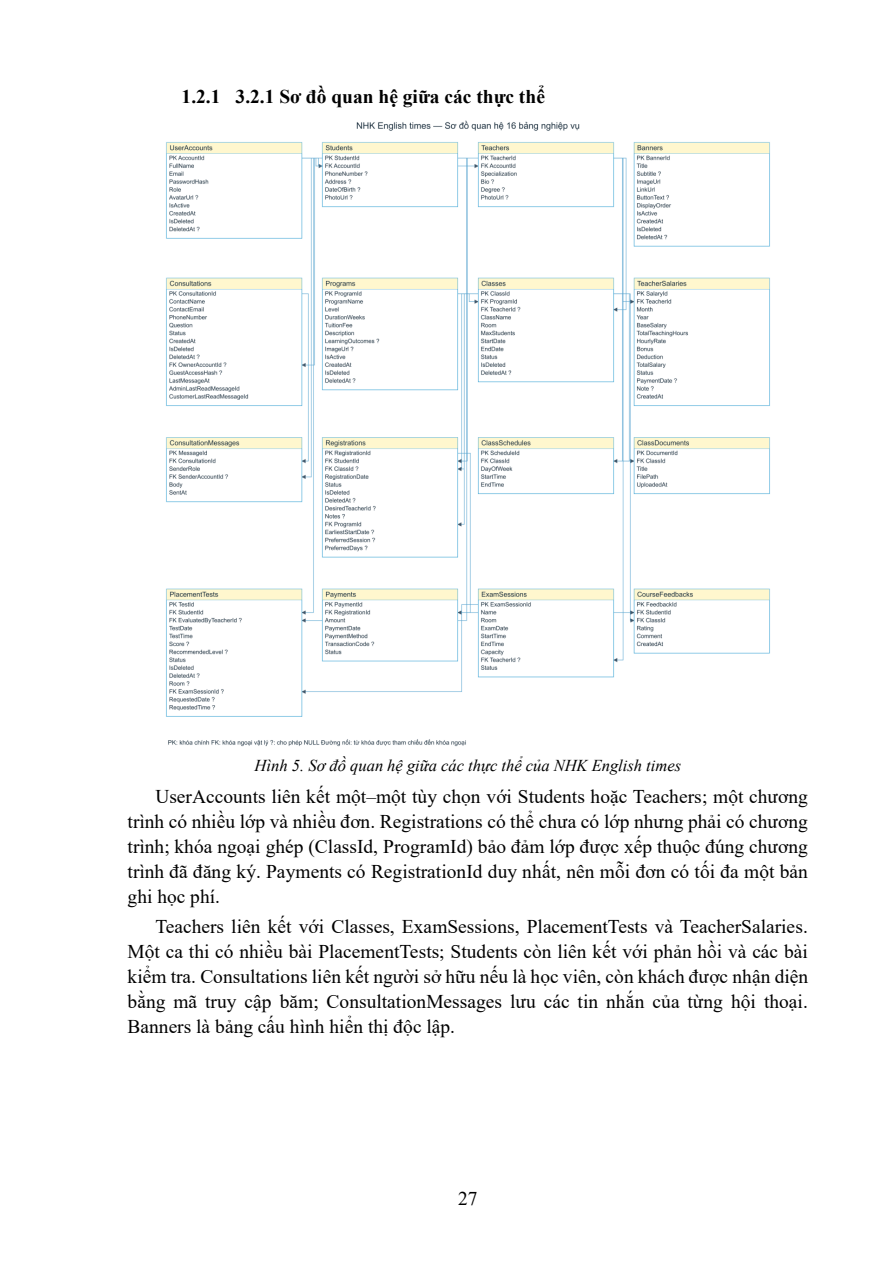 1.2.1 3.2.1 Sơ đồ quan hệ giữa các thực thể
NHK English times — Sơ đồ quan hệ 16 bảng nghiệp vụ
UserAccounts
PK AccountId
FullName
Email
PasswordHash
Role
AvatarUrl ?
IsActive
CreatedAt
IsDeleted
DeletedAt ?
Students
PK StudentId
FK AccountId
PhoneNumber ?
Address ?
DateOfBirth ?
PhotoUrl ?
Teachers
PK TeacherId
FK AccountId
Specialization
Bio ?
Degree ?
PhotoUrl ?
Banners
PK BannerId
Title
Subtitle ?
ImageUrl
LinkUrl
ButtonText ?
DisplayOrder
IsActive
CreatedAt
IsDeleted
DeletedAt ?
Consultations
PK ConsultationId
ContactName
ContactEmail
PhoneNumber
Question
Status
CreatedAt
IsDeleted
DeletedAt ?
FK OwnerAccountId ?
GuestAccessHash ?
LastMessageAt
AdminLastReadMessageId
CustomerLastReadMessageId
Programs
PK ProgramId
ProgramName
Level
DurationWeeks
TuitionFee
Description
LearningOutcomes ?
ImageUrl ?
IsActive
CreatedAt
IsDeleted
DeletedAt ?
Classes
PK ClassId
FK ProgramId
FK TeacherId ?
ClassName
Room
MaxStudents
StartDate
EndDate
Status
IsDeleted
DeletedAt ?
TeacherSalaries
PK SalaryId
FK TeacherId
Month
Year
BaseSalary
TotalTeachingHours
HourlyRate
Bonus
Deduction
TotalSalary
Status
PaymentDate ?
Note ?
CreatedAt
ConsultationMessages
PK MessageId
FK ConsultationId
SenderRole
FK SenderAccountId ?
Body
SentAt
Registrations
PK RegistrationId
FK StudentId
FK ClassId ?
RegistrationDate
Status
IsDeleted
DeletedAt ?
DesiredTeacherId ?
Notes ?
FK ProgramId
EarliestStartDate ?
PreferredSession ?
PreferredDays ?
ClassSchedules
PK ScheduleId
FK ClassId
DayOfWeek
StartTime
EndTime
ClassDocuments
PK DocumentId
FK ClassId
Title
FilePath
UploadedAt
PlacementTests
PK TestId
FK StudentId
FK EvaluatedByTeacherId ?
TestDate
TestTime
Score ?
RecommendedLevel ?
Status
IsDeleted
DeletedAt ?
Room ?
FK ExamSessionId ?
RequestedDate ?
RequestedTime ?
Payments
PK PaymentId
FK RegistrationId
Amount
PaymentDate
PaymentMethod
TransactionCode ?
Status
ExamSessions
PK ExamSessionId
Name
Room
ExamDate
StartTime
EndTime
Capacity
FK TeacherId ?
Status
CourseFeedbacks
PK FeedbackId
FK StudentId
FK ClassId
Rating
Comment
CreatedAt
PK: khóa chính FK: khóa ngoại vật lý ?: cho phép NULL Đường nối: từ khóa được tham chiếu đến khóa ngoại
Hình 5. Sơ đồ quan hệ giữa các thực thể của NHK English times
UserAccounts liên kết một–một tùy chọn với Students hoặc Teachers; một chương
trình có nhiều lớp và nhiều đơn. Registrations có thể chưa có lớp nhưng phải có chương
trình; khóa ngoại ghép (ClassId, ProgramId) bảo đảm lớp được xếp thuộc đúng chương
trình đã đăng ký. Payments có RegistrationId duy nhất, nên mỗi đơn có tối đa một bản
ghi học phí.
Teachers liên kết với Classes, ExamSessions, PlacementTests và TeacherSalaries.
Một ca thi có nhiều bài PlacementTests; Students còn liên kết với phản hồi và các bài
kiểm tra. Consultations liên kết người sở hữu nếu là học viên, còn khách được nhận diện
bằng mã truy cập băm; ConsultationMessages lưu các tin nhắn của từng hội thoại.
Banners là bảng cấu hình hiển thị độc lập.
27